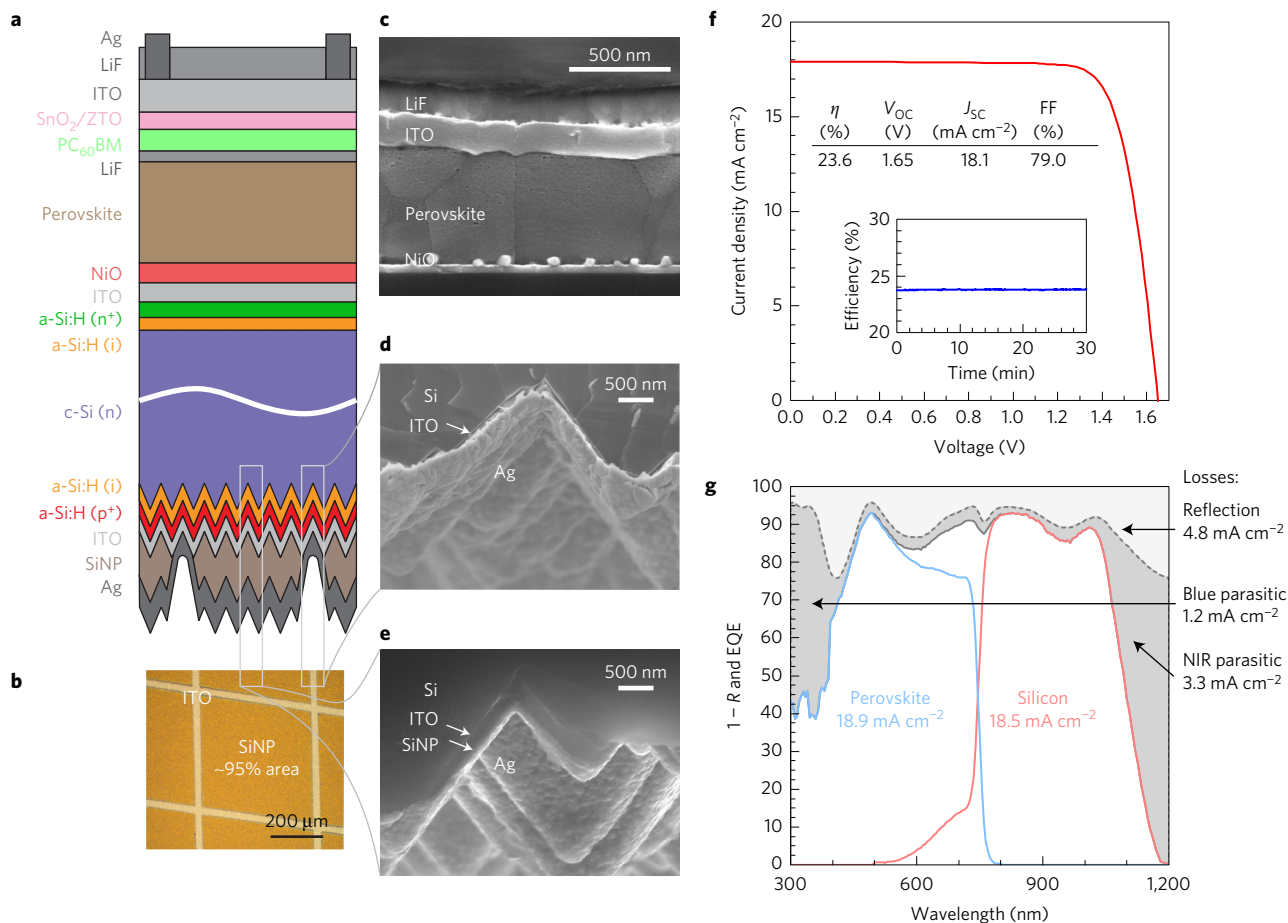 a
Ag
LiF
ITO
SnO₂/ZTO
PC₆₀BM
LiF
Perovskite
NiO
ITO
a-Si:H (n⁺)
a-Si:H (i)
c-Si (n)
a-Si:H (i)
a-Si:H (p⁺)
ITO
SiNP
Ag
b
ITO
SiNP
~95% area
200 μm
c
500 nm
LiF
ITO
Perovskite
NiO
d
500 nm
Si
ITO
Ag
e
500 nm
Si
ITO
SiNP
Ag
f
Current density (mA cm⁻²)
20
15
10
5
0
η V_OC J_SC FF
(%) (V) (mA cm⁻²) (%)
23.6 1.65 18.1 79.0
Efficiency (%)
30
28
26
24
22
20
0 10 20 30
Time (min)
0.0 0.2 0.4 0.6 0.8 1.0 1.2 1.4 1.6
Voltage (V)
g
1 – R and EQE
100
90
80
70
60
50
40
30
20
10
0
Perovskite
18.9 mA cm⁻²
Silicon
18.5 mA cm⁻²
300 600 900 1,200
Wavelength (nm)
Losses:
Reflection
4.8 mA cm⁻²
Blue parasitic
1.2 mA cm⁻²
NIR parasitic
3.3 mA cm⁻²